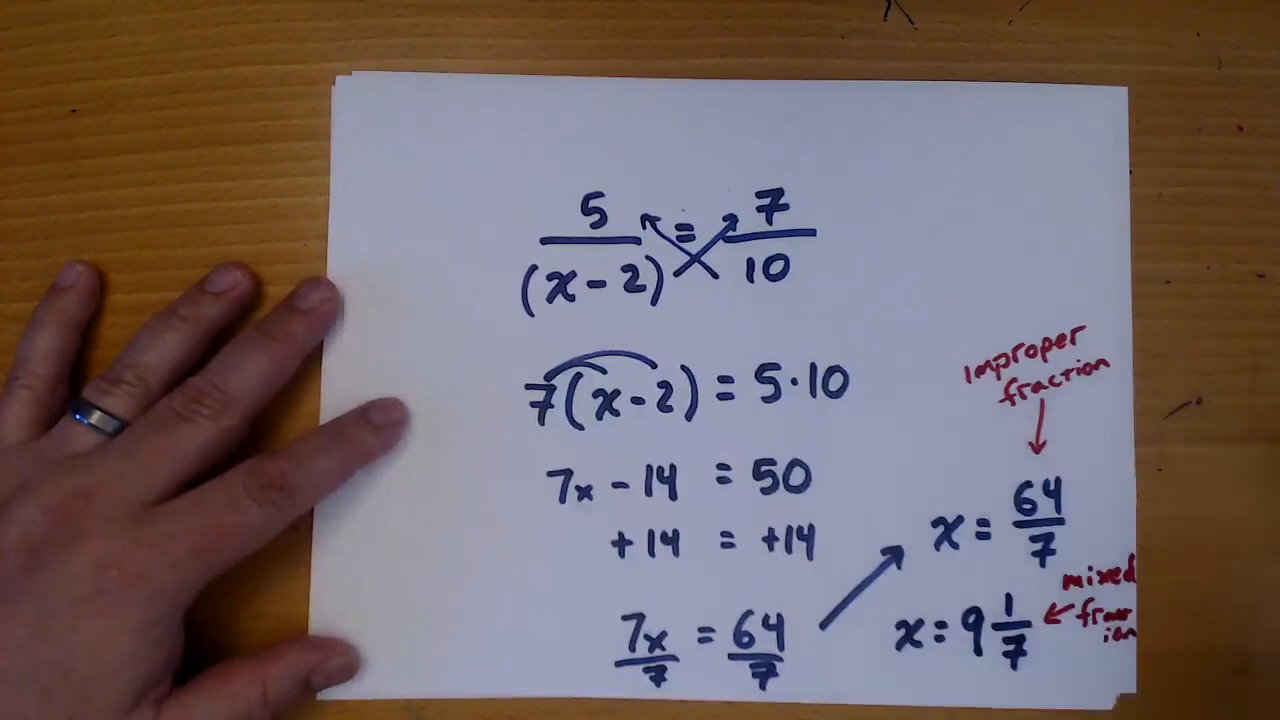 5/(x-2) = 7/10
7(x-2) = 5·10
7x - 14 = 50
+14 = +14
7x/7 = 64/7
Improper
fraction
x = 64/7
x = 9 1/7
mixed